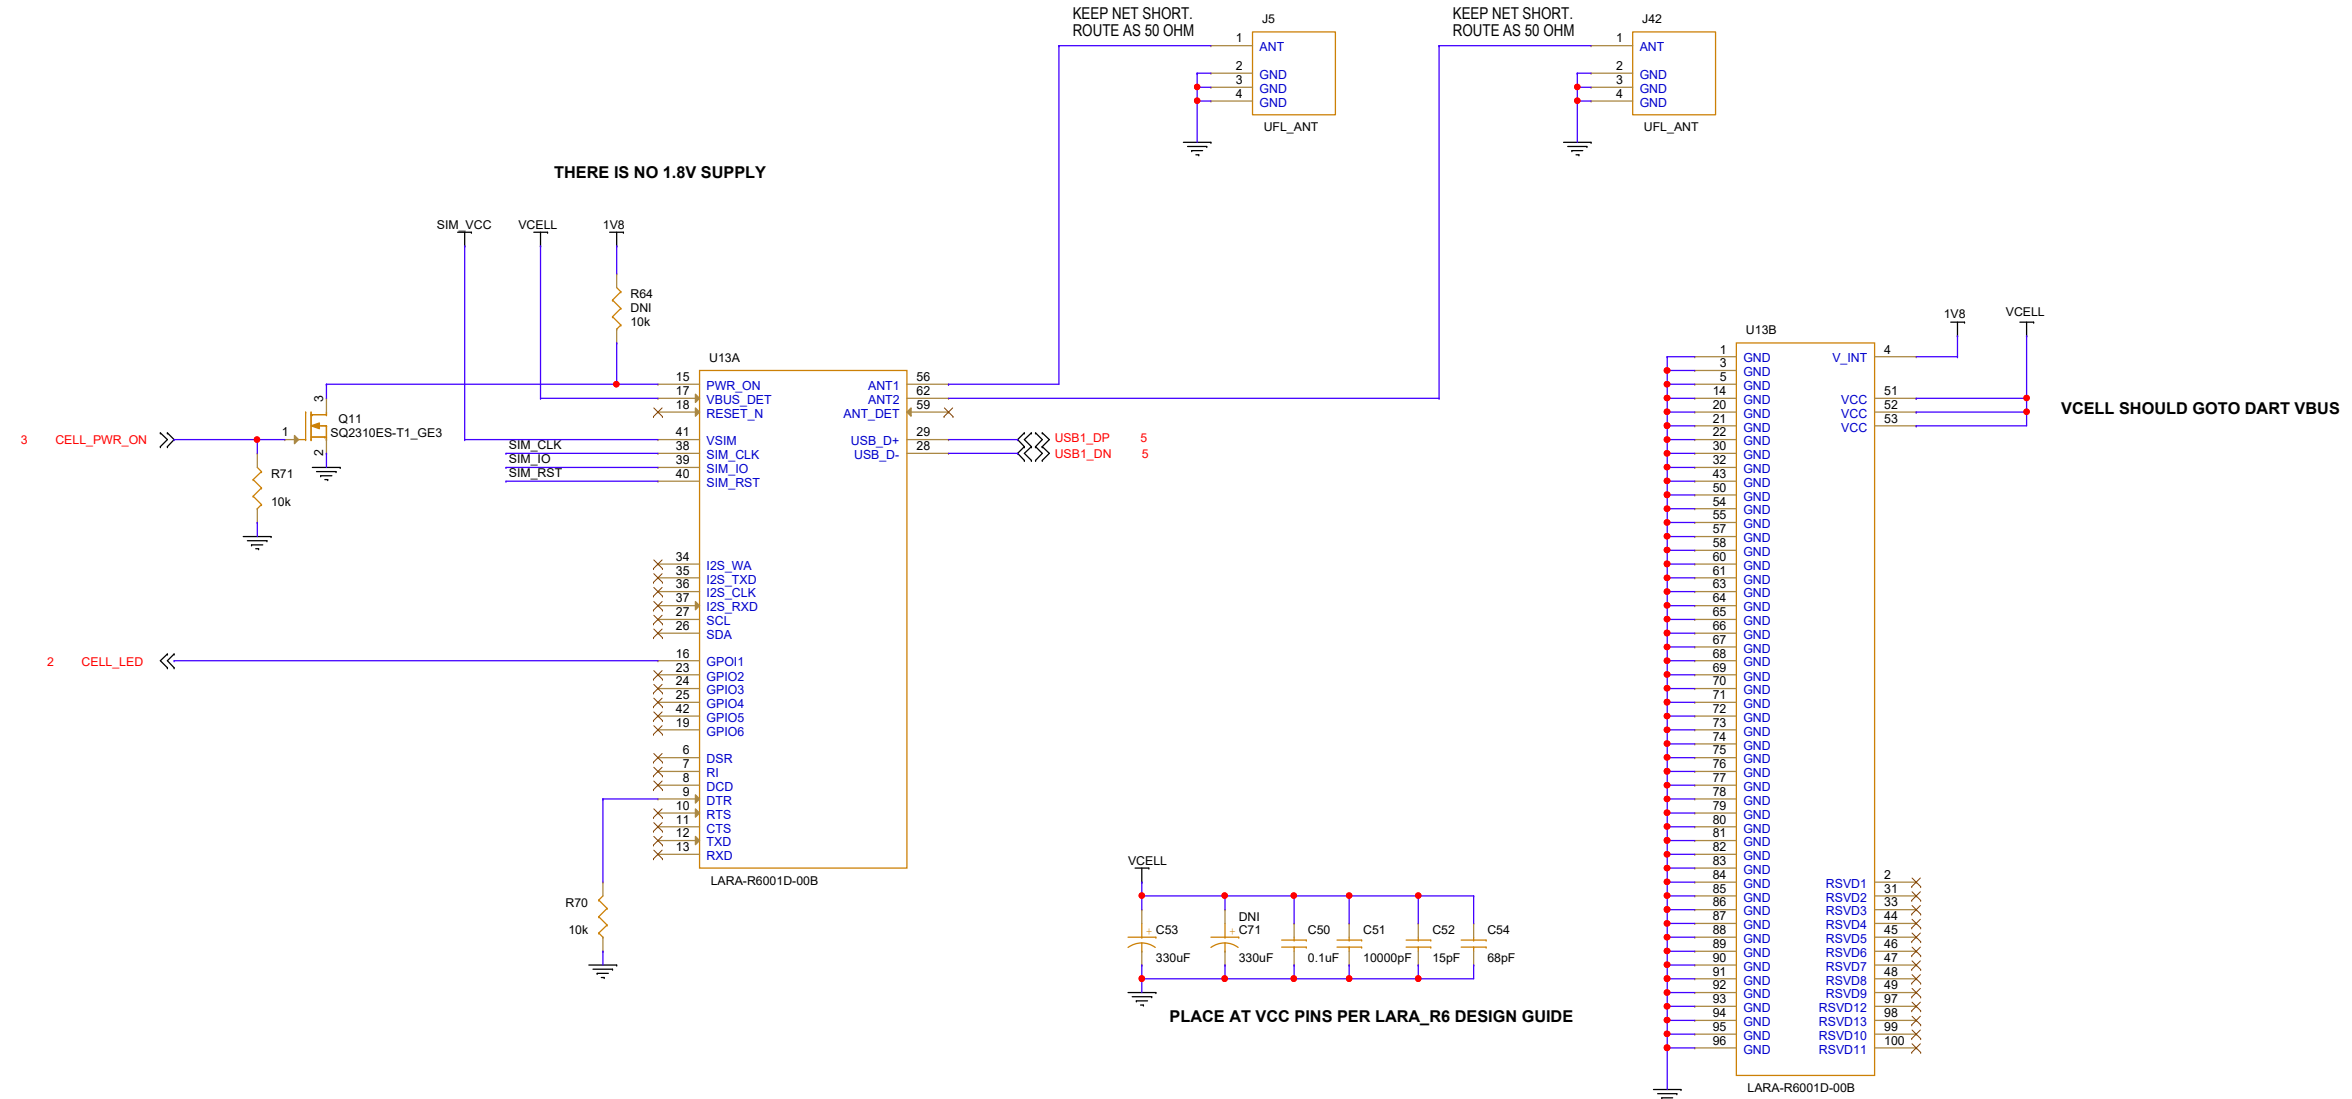 KEEP NET SHORT.
ROUTE AS 50 OHM
J5
1 ANT
2 GND
3 GND
4 GND
UFL_ANT
KEEP NET SHORT.
ROUTE AS 50 OHM
J42
1 ANT
2 GND
3 GND
4 GND
UFL_ANT
THERE IS NO 1.8V SUPPLY
SIM_VCC
VCELL
1V8
R64
DNI
10k
3 CELL_PWR_ON
1
3
2
Q11
SQ2310ES-T1_GE3
R71
10k
2 CELL_LED
U13A
15 PWR_ON
17 VBUS_DET
18 RESET_N
41 VSIM
SIM_CLK 38 SIM_CLK
SIM_IO 39 SIM_IO
SIM_RST 40 SIM_RST
34 I2S_WA
35 I2S_TXD
36 I2S_CLK
37 I2S_RXD
27 SCL
26 SDA
16 GPOI1
23 GPIO2
24 GPIO3
25 GPIO4
42 GPIO5
19 GPIO6
6 DSR
7 RI
8 DCD
9 DTR
10 RTS
11 CTS
12 TXD
13 RXD
ANT1 56
ANT2 62
ANT_DET 59
USB_D+ 29 USB1_DP 5
USB_D- 28 USB1_DN 5
LARA-R6001D-00B
R70
10k
VCELL
C53
330uF
DNI
C71
330uF
C50
0.1uF
C51
10000pF
C52
15pF
C54
68pF
PLACE AT VCC PINS PER LARA_R6 DESIGN GUIDE
U13B
1 GND
3 GND
5 GND
14 GND
20 GND
21 GND
22 GND
30 GND
32 GND
43 GND
50 GND
54 GND
55 GND
57 GND
58 GND
60 GND
61 GND
63 GND
64 GND
65 GND
66 GND
67 GND
68 GND
69 GND
70 GND
71 GND
72 GND
73 GND
74 GND
75 GND
76 GND
77 GND
78 GND
79 GND
80 GND
81 GND
82 GND
83 GND
84 GND
85 GND
86 GND
87 GND
88 GND
89 GND
90 GND
91 GND
92 GND
93 GND
94 GND
95 GND
96 GND
1V8
VCELL
V_INT 4
VCC 51
VCC 52
VCC 53
VCELL SHOULD GOTO DART VBUS
RSVD1 2
RSVD2 31
RSVD3 33
RSVD4 44
RSVD5 45
RSVD6 46
RSVD7 47
RSVD8 48
RSVD9 49
RSVD12 97
RSVD13 98
RSVD10 99
RSVD11 100
LARA-R6001D-00B